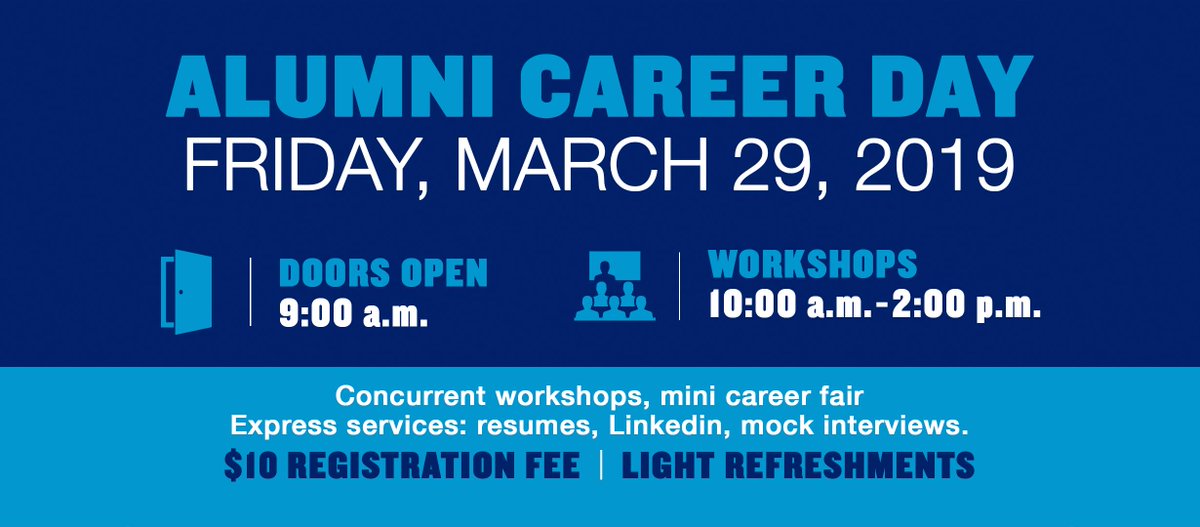 ALUMNI CAREER DAY
FRIDAY, MARCH 29, 2019
DOORS OPEN
9:00 a.m.
WORKSHOPS
10:00 a.m.-2:00 p.m.
Concurrent workshops, mini career fair
Express services: resumes, Linkedin, mock interviews.
$10 REGISTRATION FEE | LIGHT REFRESHMENTS